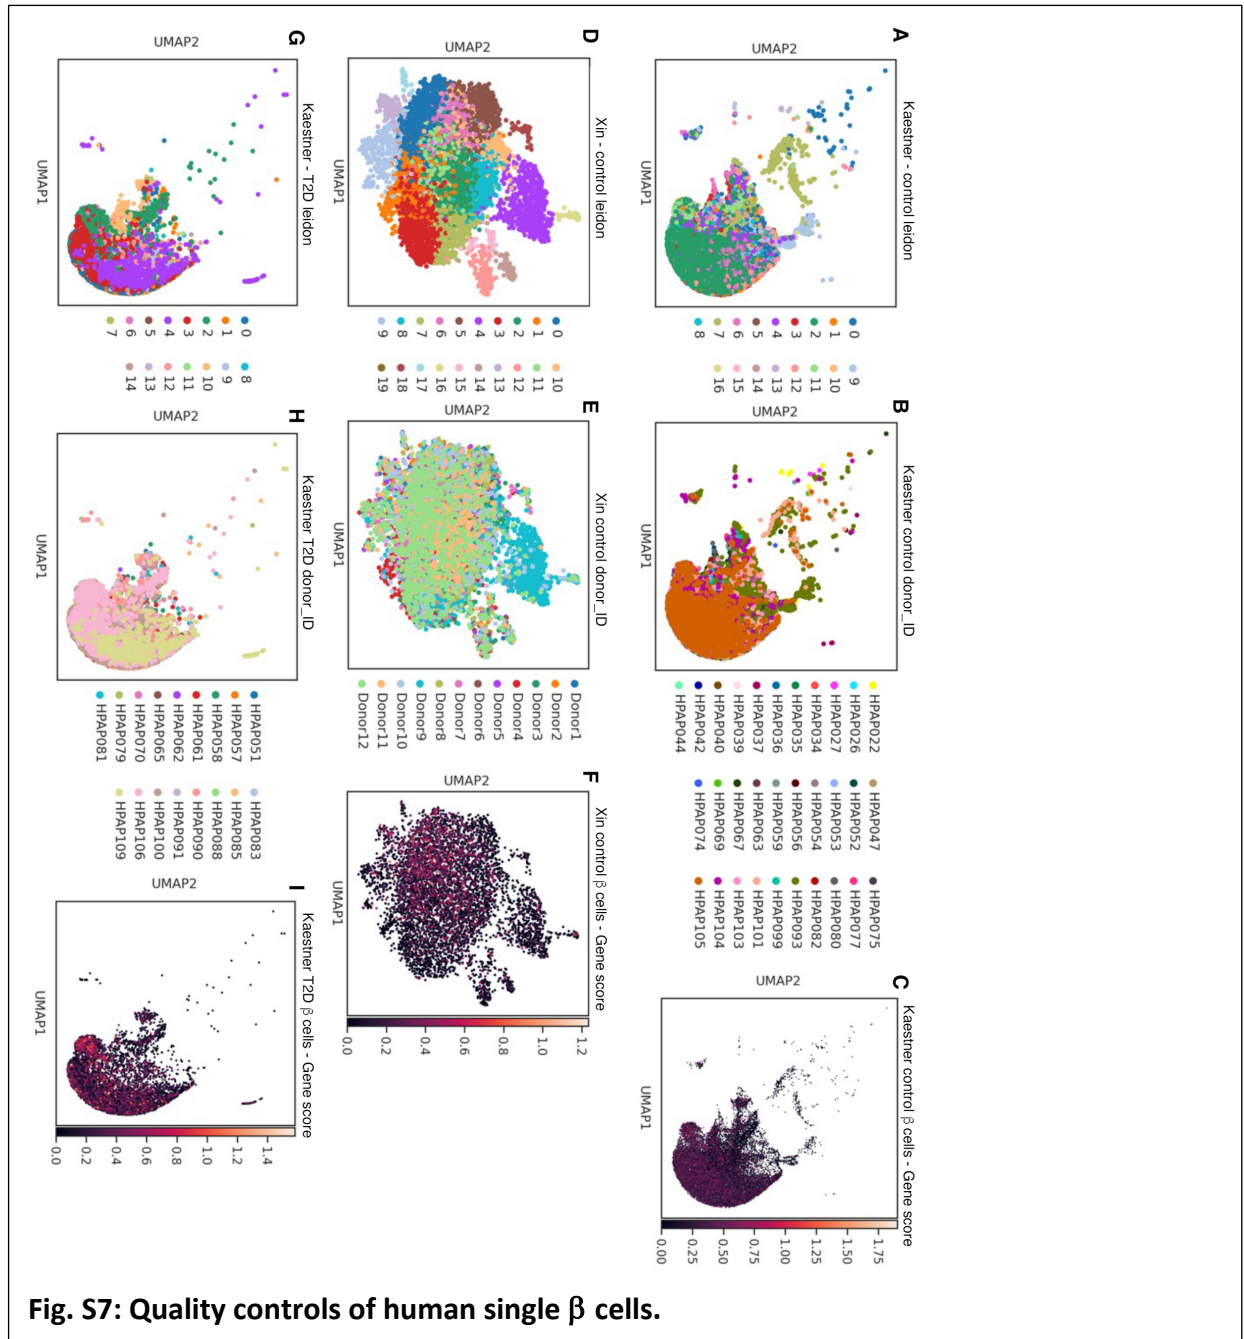 A
Kaestner - control leidon
UMAP2
UMAP1
0
1
2
3
4
5
6
7
8
9
10
11
12
13
14
15
16
B
Kaestner control donor_ID
UMAP2
UMAP1
HPAP022
HPAP026
HPAP027
HPAP034
HPAP035
HPAP036
HPAP037
HPAP039
HPAP040
HPAP042
HPAP044
HPAP047
HPAP052
HPAP053
HPAP054
HPAP056
HPAP059
HPAP063
HPAP067
HPAP069
HPAP074
HPAP075
HPAP077
HPAP080
HPAP082
HPAP093
HPAP099
HPAP101
HPAP103
HPAP104
HPAP105
C
Kaestner control β cells - Gene score
UMAP2
UMAP1
0.00
0.25
0.50
0.75
1.00
1.25
1.50
1.75
D
Xin - control leidon
UMAP2
UMAP1
0
1
2
3
4
5
6
7
8
9
10
11
12
13
14
15
16
17
18
19
E
Xin control donor_ID
UMAP2
UMAP1
Donor1
Donor2
Donor3
Donor4
Donor5
Donor6
Donor7
Donor8
Donor9
Donor10
Donor11
Donor12
F
Xin control β cells - Gene score
UMAP2
UMAP1
0.0
0.2
0.4
0.6
0.8
1.0
1.2
G
Kaestner - T2D leidon
UMAP2
UMAP1
0
1
2
3
4
5
6
7
8
9
10
11
12
13
14
H
Kaestner T2D donor_ID
UMAP2
UMAP1
HPAP051
HPAP057
HPAP058
HPAP061
HPAP062
HPAP065
HPAP070
HPAP079
HPAP081
HPAP083
HPAP085
HPAP088
HPAP090
HPAP091
HPAP100
HPAP106
HPAP109
I
Kaestner T2D β cells - Gene score
UMAP2
UMAP1
0.0
0.2
0.4
0.6
0.8
1.0
1.2
1.4
Fig. S7: Quality controls of human single β cells.